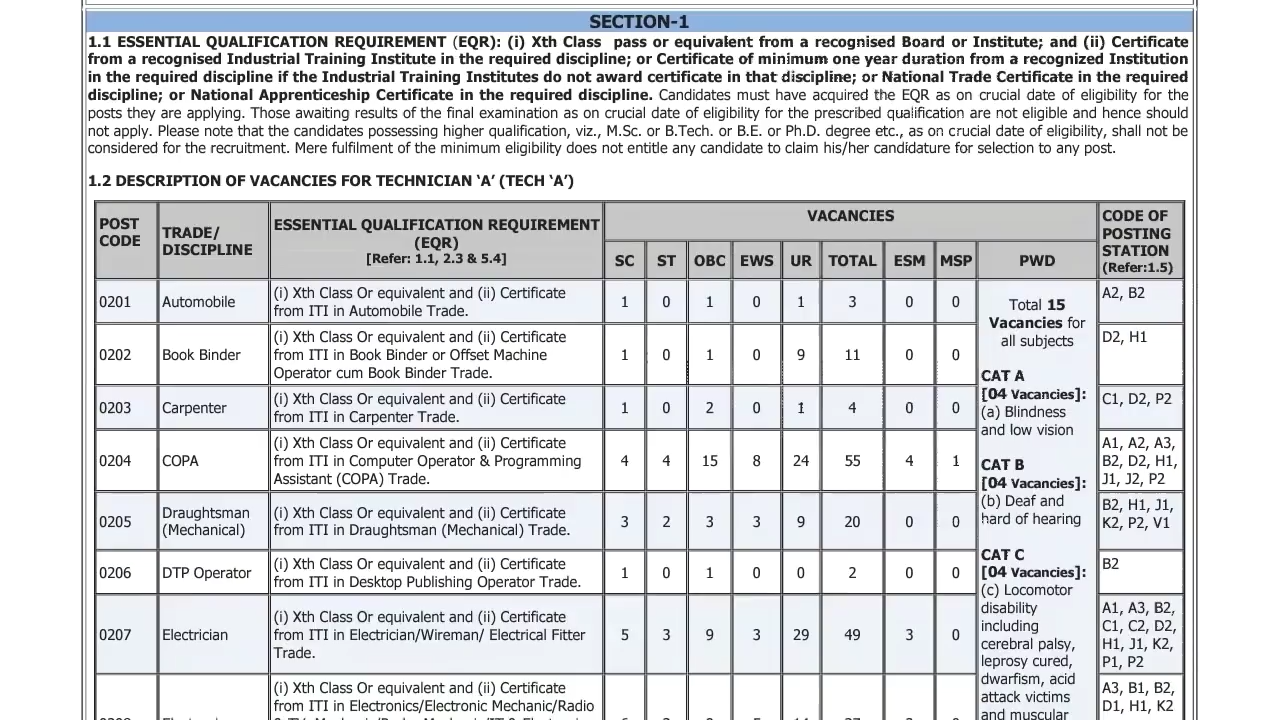 SECTION-1
1.1 ESSENTIAL QUALIFICATION REQUIREMENT (EQR): (i) Xth Class pass or equivalent from a recognised Board or Institute; and (ii) Certificate
from a recognised Industrial Training Institute in the required discipline; or Certificate of minimum one year duration from a recognized Institution
in the required discipline if the Industrial Training Institutes do not award certificate in that discipline; or National Trade Certificate in the required
discipline; or National Apprenticeship Certificate in the required discipline. Candidates must have acquired the EQR as on crucial date of eligibility for the
posts they are applying. Those awaiting results of the final examination as on crucial date of eligibility for the prescribed qualification are not eligible and hence should
not apply. Please note that the candidates possessing higher qualification, viz., M.Sc. or B.Tech. or B.E. or Ph.D. degree etc., as on crucial date of eligibility, shall not be
considered for the recruitment. Mere fulfilment of the minimum eligibility does not entitle any candidate to claim his/her candidature for selection to any post.
1.2 DESCRIPTION OF VACANCIES FOR TECHNICIAN ‘A’ (TECH ‘A’)
POST CODE
TRADE/ DISCIPLINE
ESSENTIAL QUALIFICATION REQUIREMENT
(EQR)
[Refer: 1.1, 2.3 & 5.4]
VACANCIES
SC ST OBC EWS UR TOTAL ESM MSP PWD
CODE OF
POSTING
STATION
(Refer:1.5)
0201 Automobile
(i) Xth Class Or equivalent and (ii) Certificate
from ITI in Automobile Trade.
1 0 1 0 1 3 0 0
A2, B2
0202 Book Binder
(i) Xth Class Or equivalent and (ii) Certificate
from ITI in Book Binder or Offset Machine
Operator cum Book Binder Trade.
1 0 1 0 9 11 0 0
D2, H1
0203 Carpenter
(i) Xth Class Or equivalent and (ii) Certificate
from ITI in Carpenter Trade.
1 0 2 0 1 4 0 0
C1, D2, P2
0204 COPA
(i) Xth Class Or equivalent and (ii) Certificate
from ITI in Computer Operator & Programming
Assistant (COPA) Trade.
4 4 15 8 24 55 4 1
A1, A2, A3,
B2, D2, H1,
J1, J2, P2
0205 Draughtsman
(Mechanical)
(i) Xth Class Or equivalent and (ii) Certificate
from ITI in Draughtsman (Mechanical) Trade.
3 2 3 3 9 20 0 0
B2, H1, J1,
K2, P2, V1
0206 DTP Operator
(i) Xth Class Or equivalent and (ii) Certificate
from ITI in Desktop Publishing Operator Trade.
1 0 1 0 0 2 0 0
B2
0207 Electrician
(i) Xth Class Or equivalent and (ii) Certificate
from ITI in Electrician/Wireman/ Electrical Fitter
Trade.
5 3 9 3 29 49 3 0
A1, A3, B2,
C1, C2, D2,
H1, J1, K2,
P1, P2
(i) Xth Class Or equivalent and (ii) Certificate
from ITI in Electronics/Electronic Mechanic/Radio
A3, B1, B2,
D1, H1, K2
Total 15
Vacancies for
all subjects
CAT A
[04 Vacancies]:
(a) Blindness
and low vision
CAT B
[04 Vacancies]:
(b) Deaf and
hard of hearing
CAT C
[04 Vacancies]:
(c) Locomotor
disability
including
cerebral palsy,
leprosy cured,
dwarfism, acid
attack victims
and muscular